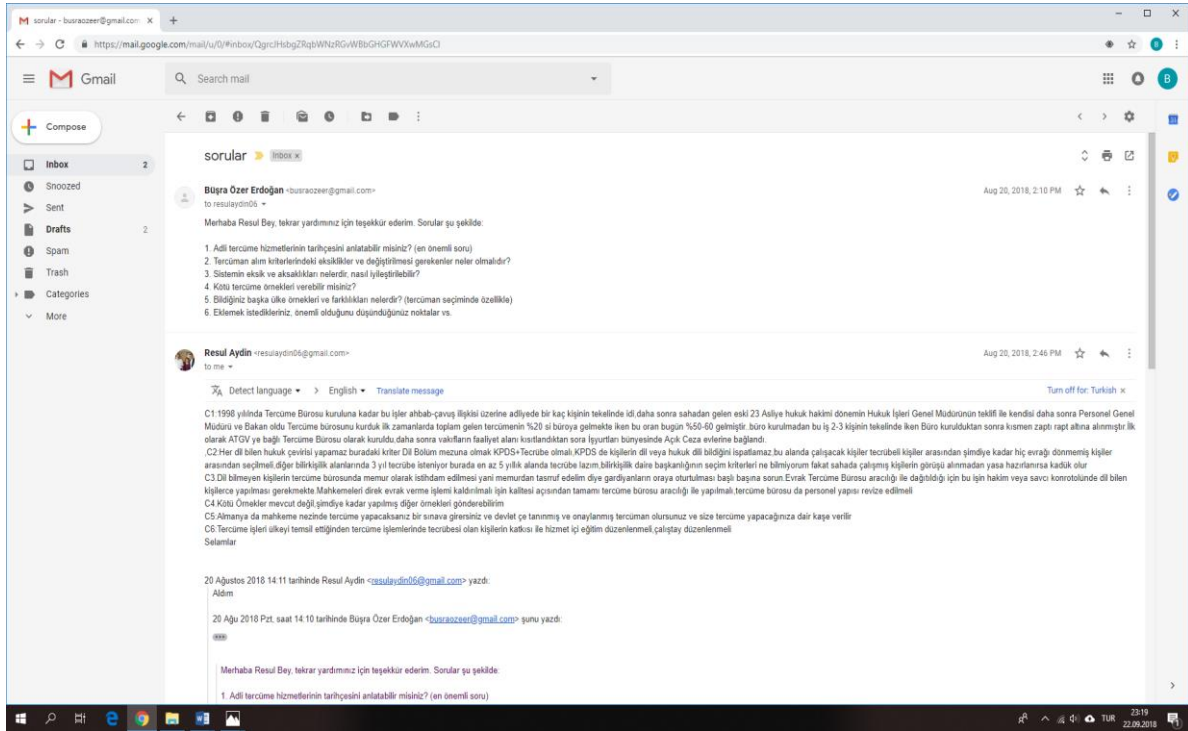 sorular - busraozeer@gmail.com
https://mail.google.com/mail/u/0/#inbox/
B
Gmail
Search mail
B
Compose
sorular Inbox x
Inbox 2
Snoozed
Sent
Drafts 2
Spam
Trash
Categories
More
Büşra Özer Erdoğan <busraozeer@gmail.com> Aug 20, 2018, 2:10 PM
to resulaydin06
Merhaba Resul Bey, tekrar yardımınız için teşekkür ederim. Sorular şu şekilde:
1. Adli tercüme hizmetlerinin tarihçesini anlatabilir misiniz? (en önemli soru)
2. Tercüman alım kriterlerindeki eksiklikler ve değiştirilmesi gerekenler neler olmalıdır?
3. Sistemin eksik ve aksaklıkları nelerdir, nasıl iyileştirilebilir?
4. Kötü tercüme örnekleri verebilir misiniz?
5. Bildiğiniz başka ülke örnekleri ve farklılıkları nelerdir? (tercüman seçiminde özellikle)
6. Eklemek istedikleriniz, önemli olduğunu düşündüğünüz noktalar vs.
Resul Aydin <resulaydin06@gmail.com> Aug 20, 2018, 2:46 PM
to me
Detect language > English Translate message Turn off for: Turkish x
C1:1998 yılında Tercüme Bürosu kuruluna kadar bu işler ahbab-çavuş ilişkisi üzerine adliyede bir kaç kişinin tekelinde idi,daha sonra sahadan gelen eski 23 Asliye hukuk hakimi dönemin Hukuk İşleri Genel Müdürünün teklifi ile kendisi daha sonra Personel Genel
Müdürü ve Bakan oldu Tercüme bürosunu kurduk ilk zamanlarda toplam gelen tercümenin %20 si büroya gelmekte iken bu oran bugün %50-60 gelmiştir. büro kurulmadan bu iş 2-3 kişinin tekelinde iken Büro kurulduktan sonra kısmen zaptı rapt altına alınmıştır.İlk
olarak ATGV ye bağlı Tercüme Bürosu olarak kuruldu,daha sonra vakıfların faaliyet alanı kısıtlandıktan sora İşyurtları bünyesinde Açık Ceza evlerine bağlandı.
,C2:Her dil bilen hukuk çevirisi yapamaz buradaki kriter Dil Bölüm mezunu olmak KPDS+Tercübe olmalı,KPDS de kişilerin dil veya hukuk dili bildiğini ispatlamaz,bu alanda çalışacak kişiler tecrübeli kişiler arasından şimdiye kadar hiç evrağı dönmemiş kişiler
arasından seçilmeli,diğer bilirkişilik alanlarında 3 yıl tecrübe isteniyor burada en az 5 yıllık alanda tecrübe lazım,bilirkişilik daire başkanlığının seçim kriterleri ne bilmiyorum fakat sahada çalışmış kişilerin görüşü alınmadan yasa hazırlanırsa kadük olur
C3.Dil bilmeyen kişilerin tercüme bürosunda memur olarak istihdam edilmesi yani memurdan tasrruf edelim diye gardiyanların oraya oturtulması başlı başına sorun.Evrak Tercüme Bürosu aracılığı ile dağıtıldığı için bu işin hakim veya savcı konrotolünde dil bilen
kişilerce yapılması gerekmekte.Mahkemeleri direk evrak verme işlemi kaldırılmalı işin kalitesi açısından tamamı tercüme bürosu aracılığı ile yapılmalı,tercüme bürosu da personel yapısı revize edilmeli
C4.Kötü Örnekler mevcut değil,şimdiye kadar yapılmış diğer örnekleri gönderebilirim
C5:Almanya da mahkeme nezinde tercüme yapacaksanız bir sınava girersiniz ve devlet çe tanınmış ve onaylanmış tercüman olursunuz ve size tercüme yapacağınıza dair kaşe verilir
C6:Tercüme işleri ülkeyi temsil ettiğinden tercüme işlemlerinde tecrübesi olan kişilerin katkısı ile hizmet içi eğitim düzenlenmeli,çalıştay düzenlenmeli
Selamlar
20 Ağustos 2018 14:11 tarihinde Resul Aydin <resulaydin06@gmail.com> yazdı:
Aldım
20 Ağu 2018 Pzt, saat 14:10 tarihinde Büşra Özer Erdoğan <busraozeer@gmail.com> şunu yazdı:
Merhaba Resul Bey, tekrar yardımınız için teşekkür ederim. Sorular şu şekilde:
1. Adli tercüme hizmetlerinin tarihçesini anlatabilir misiniz? (en önemli soru)
TUR
23:19
22.09.2018